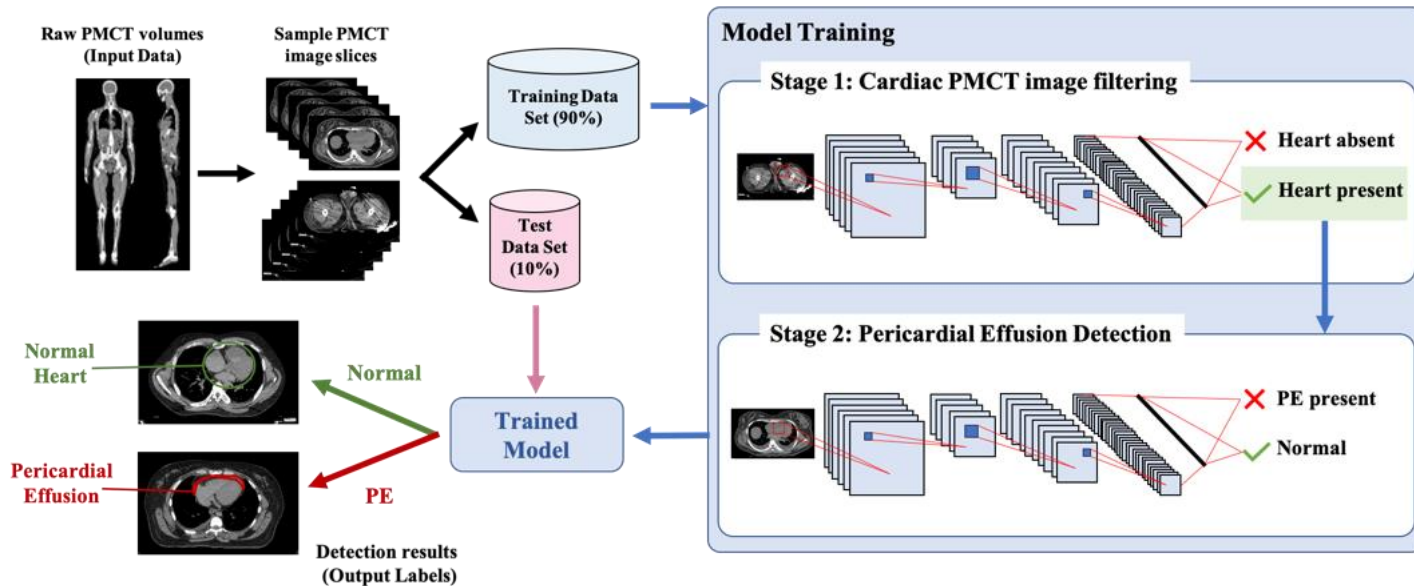 Raw PMCT volumes
(Input Data)
Sample PMCT
image slices
Training Data
Set (90%)
Test
Data Set
(10%)
Model Training
Stage 1: Cardiac PMCT image filtering
Heart absent
Heart present
Stage 2: Pericardial Effusion Detection
PE present
Normal
Trained
Model
Normal
PE
Normal
Heart
Pericardial
Effusion
Detection results
(Output Labels)